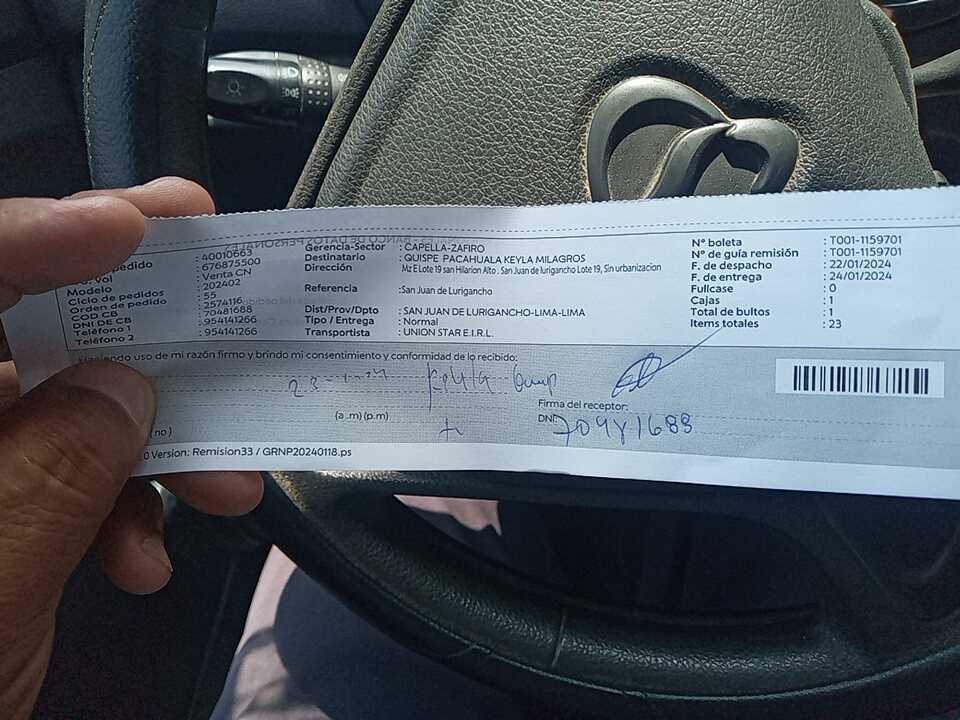 Gerencia-Sector : CAPELLA-ZAFIRO
Destinatario : QUISPE PACAHUALA KEYLA MILAGROS
Dirección Mz E Lote 19 san Hilarion Alto . San Juan de lurigancho Lote 19, Sin urbanizacion
Referencia :San Juan de Lurigancho
Dist/Prov/Dpto : SAN JUAN DE LURIGANCHO-LIMA-LIMA
Tipo / Entrega : Normal
Transportista : UNION STAR E.I.R.L.
: 40010663
pedido : 676875500
Vol : Venta CN
Modelo : 202402
Ciclo de pedidos : 55
Orden de pedido : 2574116
COD CB : 70481688
DNI DE CB : 954141266
Teléfono 1 : 954141266
Teléfono 2
N° boleta : T001-1159701
N° de guía remisión : T001-1159701
F. de despacho : 22/01/2024
F. de entrega : 24/01/2024
Fullcase : 0
Cajas : 1
Total de bultos : 1
Items totales : 23
Haciendo uso de mi razón firmo y brindo mi consentimiento y conformidad de lo recibido:
Keyla
(a .m) (p.m)
Firma del receptor:
DNI: 70481688
( no )
0 Version: Remision33 / GRNP20240118.ps